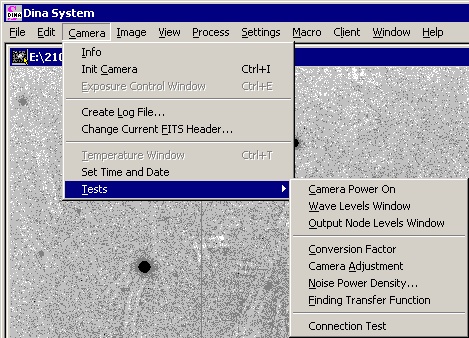 DINA Dina System
File Edit Camera Image View Process Settings Macro Client Window Help
E:\210
Info
Init Camera Ctrl+I
Exposure Control Window Ctrl+E
Create Log File...
Change Current FITS Header...
Temperature Window Ctrl+T
Set Time and Date
Tests
Camera Power On
Wave Levels Window
Output Node Levels Window
Conversion Factor
Camera Adjustment
Noise Power Density...
Finding Transfer Function
Connection Test